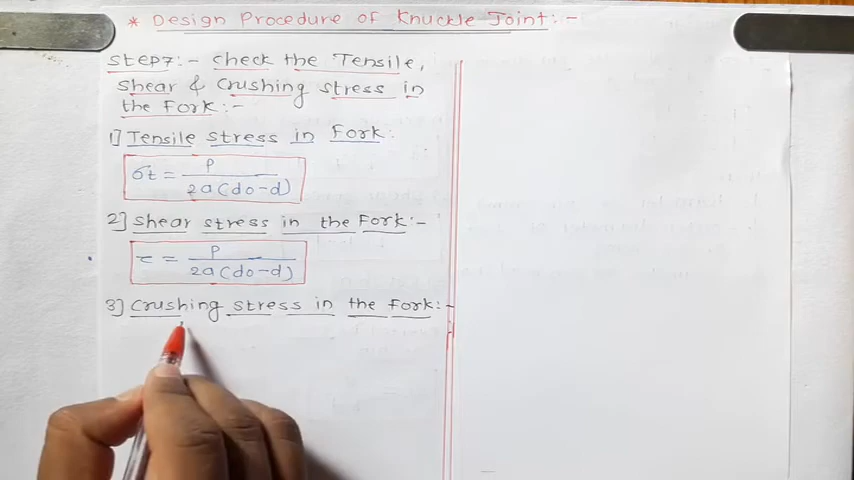 * Design Procedure of Knuckle Joint:-
Step7:- Check the Tensile,
Shear & Crushing stress in
the Fork:-
1] Tensile stress in Fork:
σt = P / 2a(do-d)
2] Shear stress in the Fork:-
τ = P / 2a(do-d)
3] Crushing stress in the Fork:-